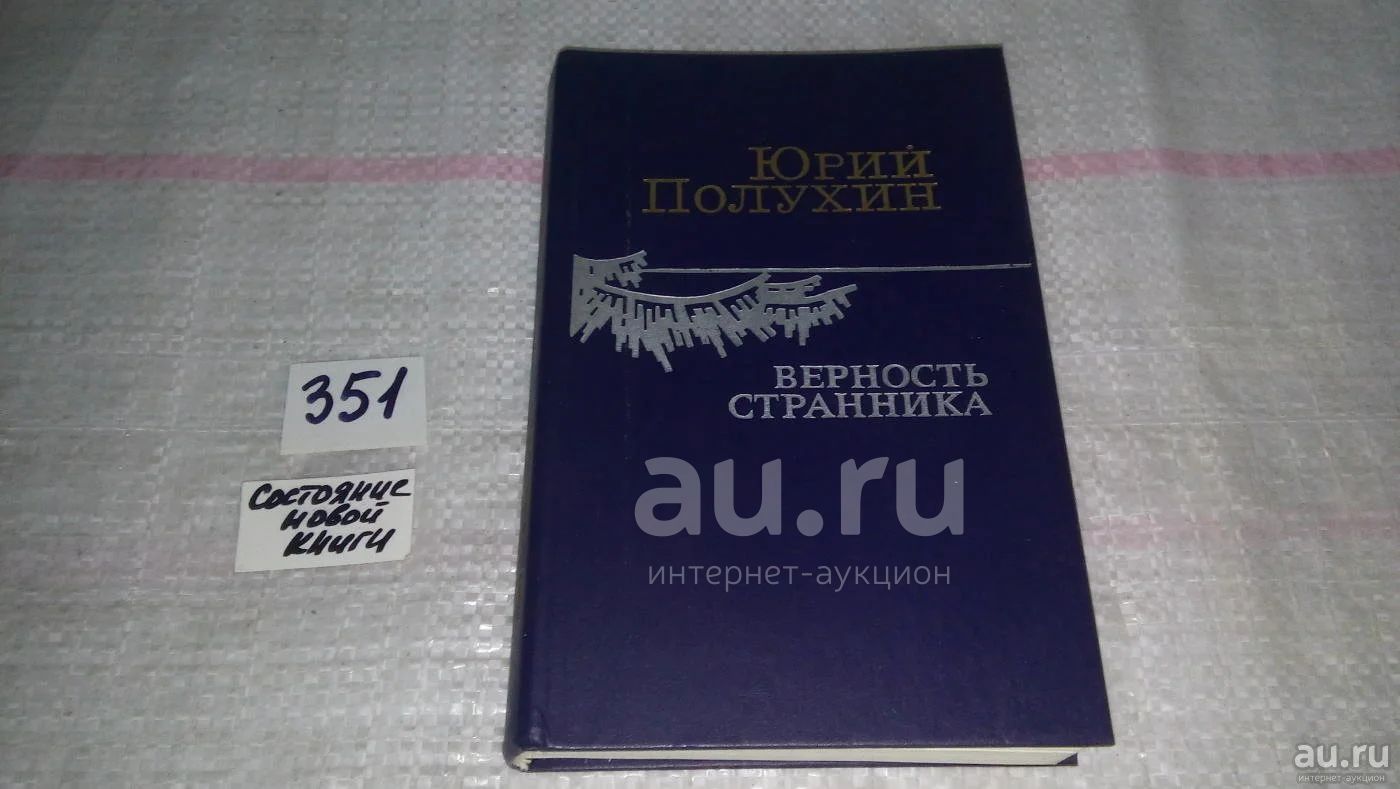 Юрий
Полухин
ВЕРНОСТЬ
СТРАННИКА
351
Состояние
новой
книги
au.ru
интернет-аукцион
au.ru
интернет-аукцион